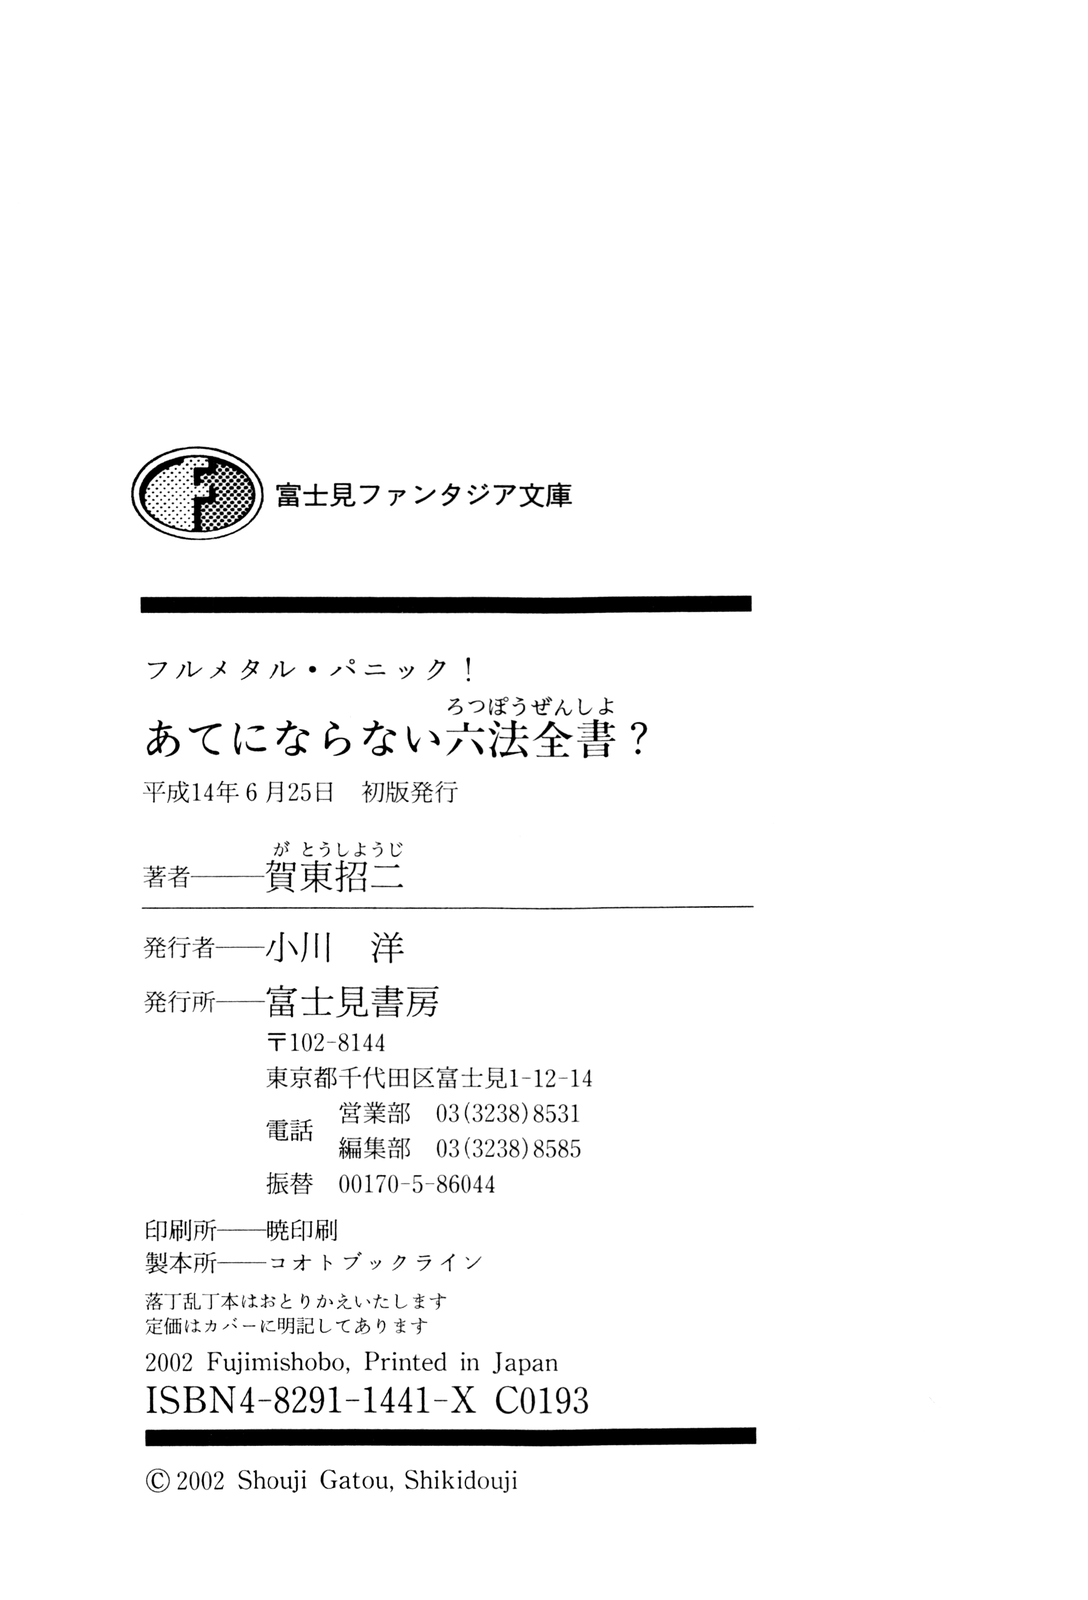 富士見ファンタジア文庫
フルメタル・パニック！
ろつぽうぜんしよ
あてにならない六法全書？
平成14年6月25日　初版発行
がとうしようじ
著者――賀東招二
発行者――小川　洋
発行所――富士見書房
〒102-8144
東京都千代田区富士見1-12-14
電話　営業部　03(3238)8531
編集部　03(3238)8585
振替　00170-5-86044
印刷所――暁印刷
製本所――コオトブックライン
落丁乱丁本はおとりかえいたします
定価はカバーに明記してあります
2002 Fujimishobo, Printed in Japan
ISBN4-8291-1441-X C0193
©2002 Shouji Gatou, Shikidouji